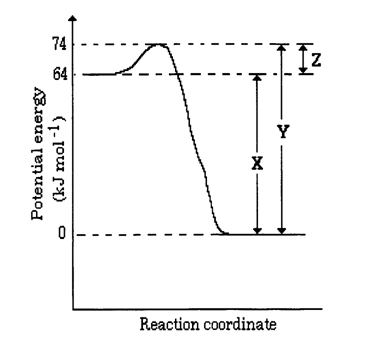 74
64
0
Potential energy
(kJ mol⁻¹)
Z
Y
X
Reaction coordinate